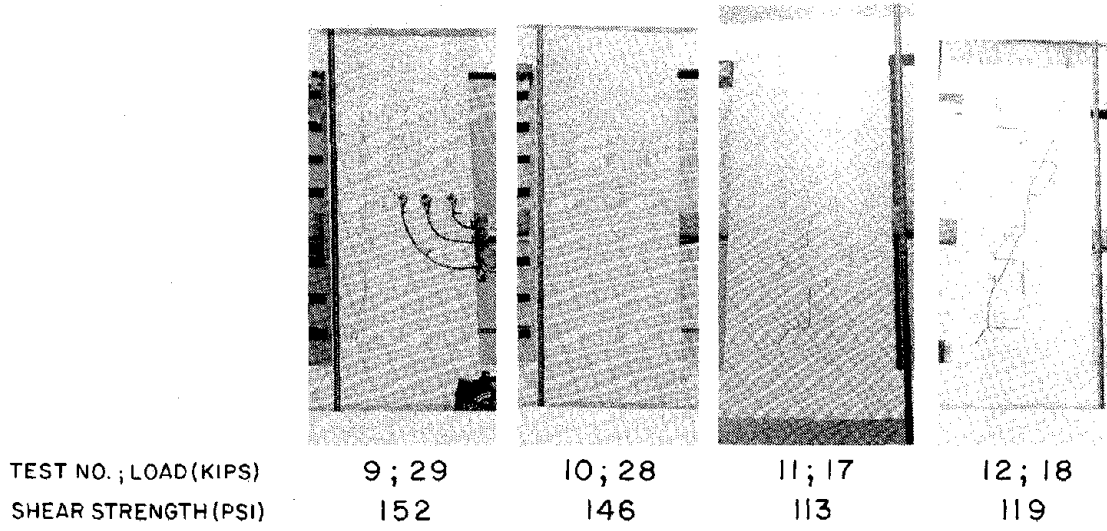 TEST NO.; LOAD (KIPS) 9; 29 10; 28 11; 17 12; 18
SHEAR STRENGTH (PSI) 152 146 113 119